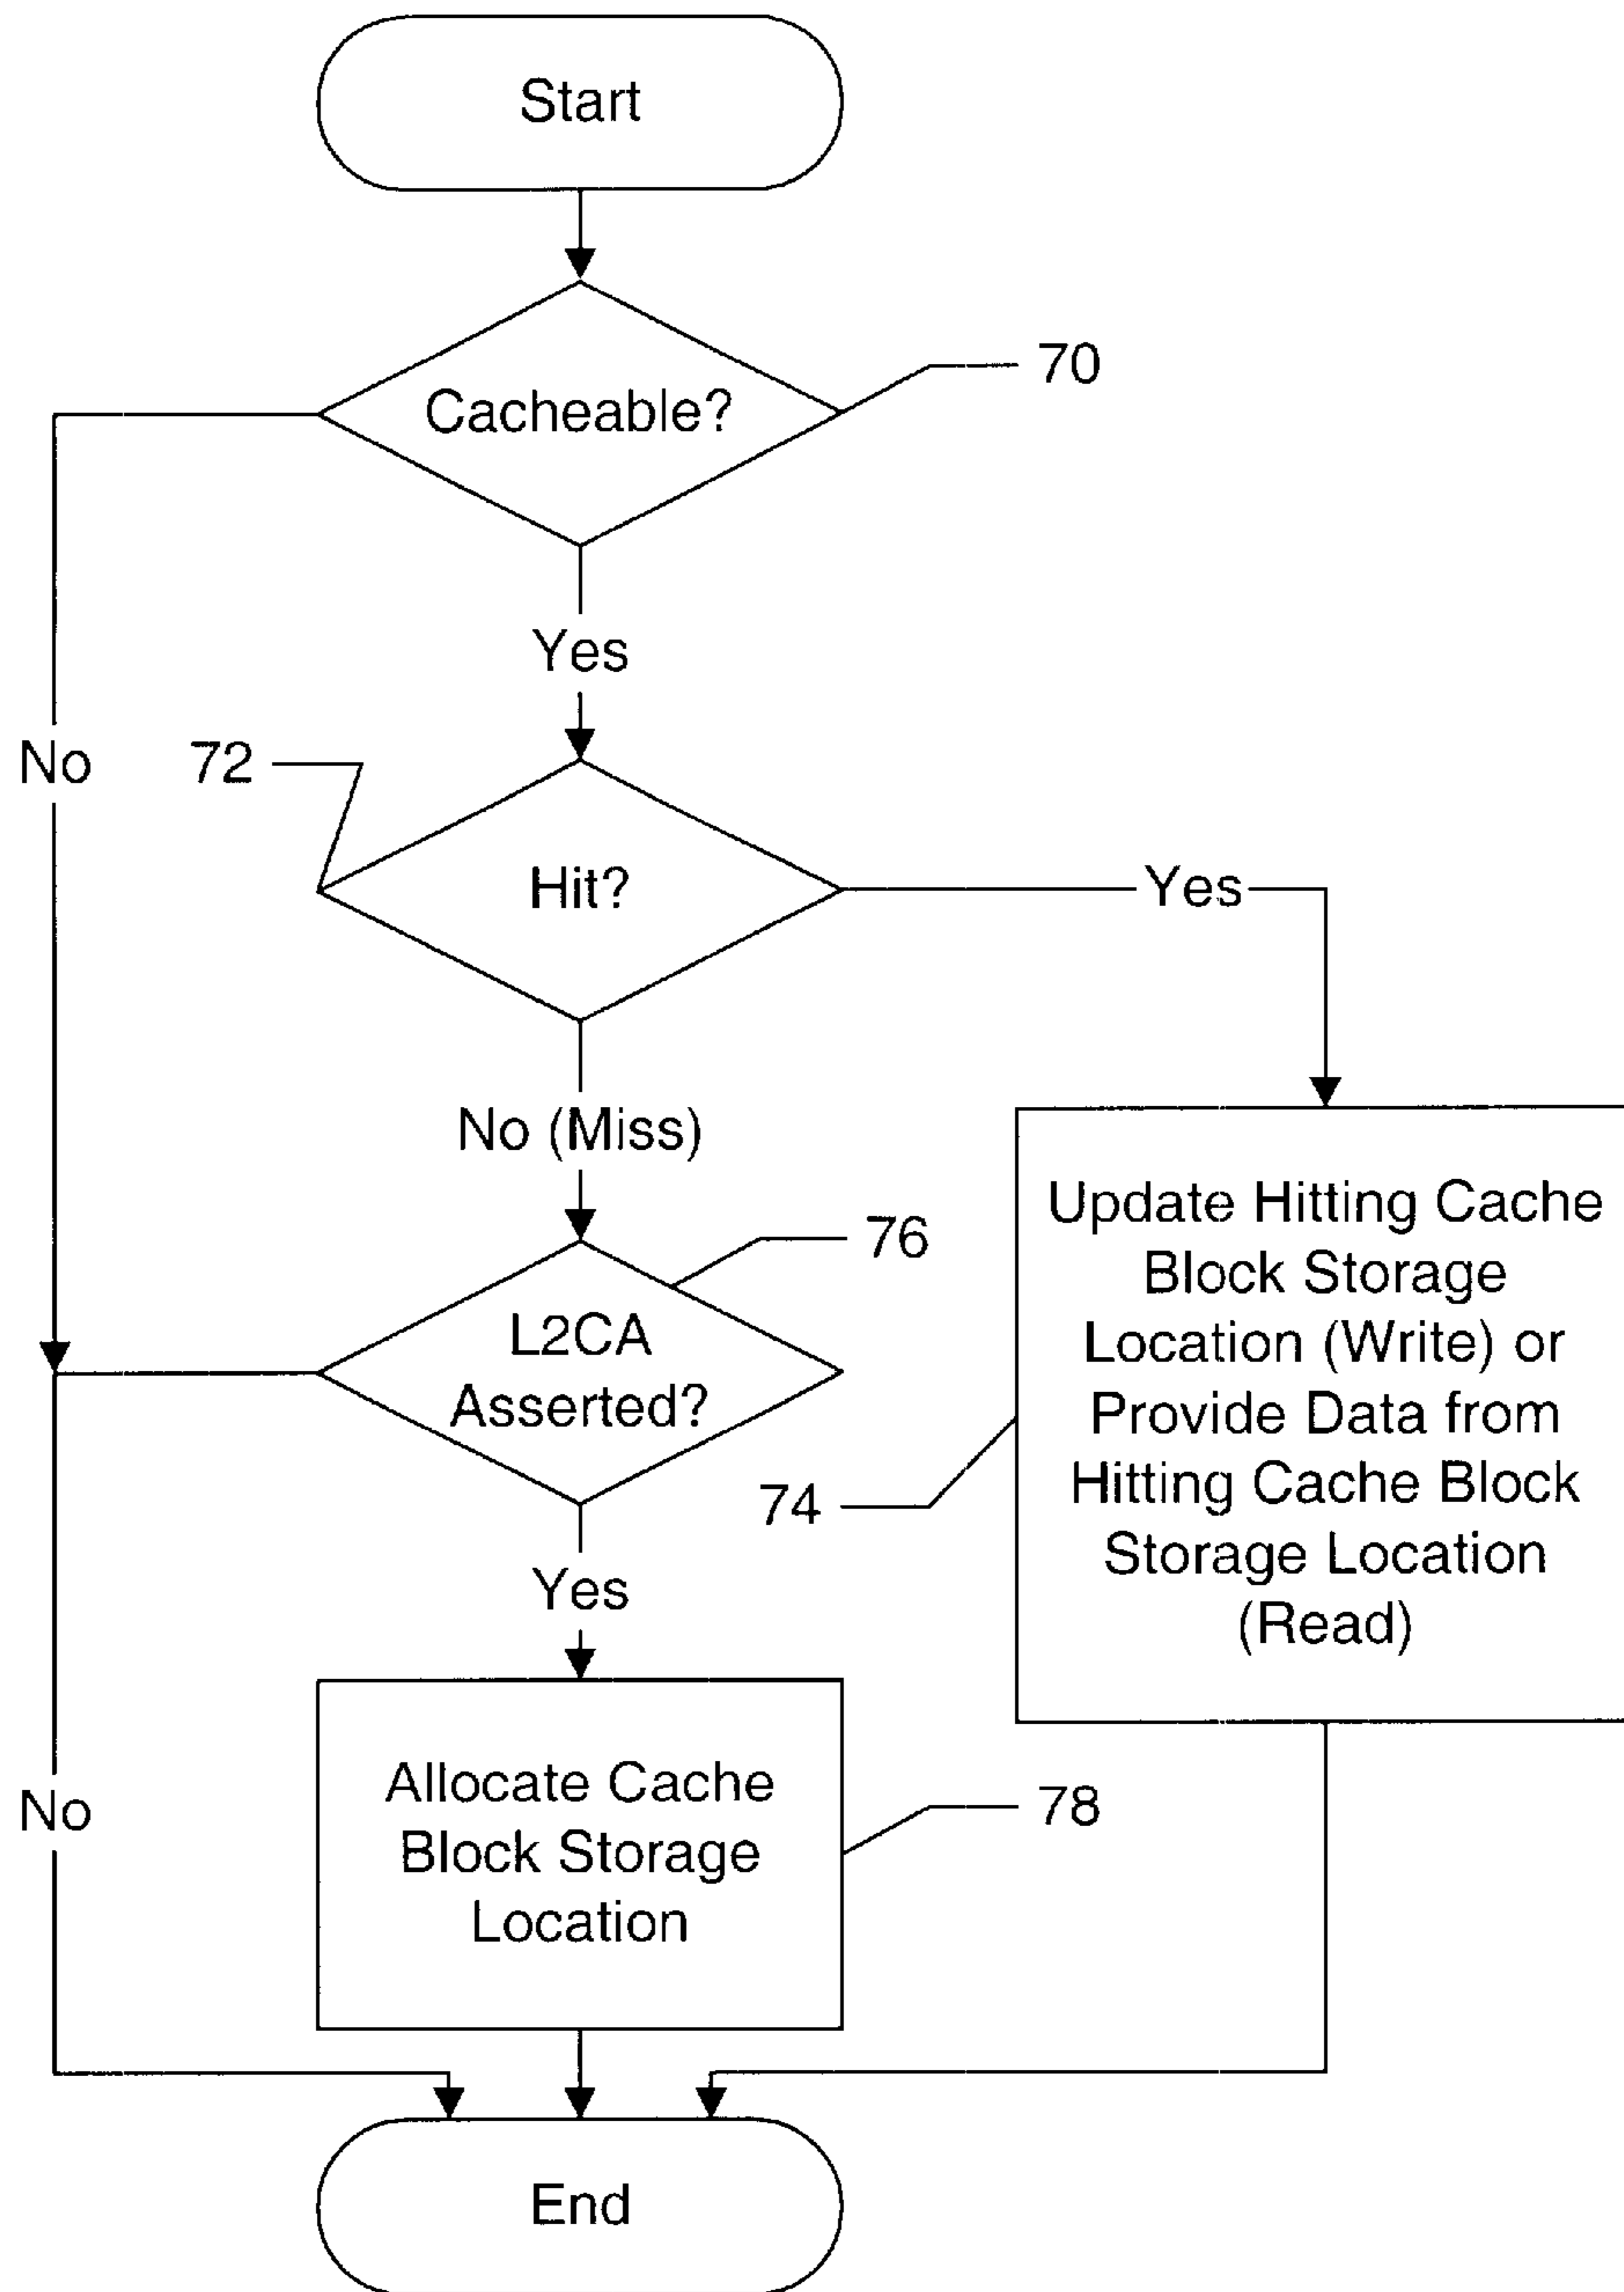 Start
Cacheable?
70
Yes
No
72
Hit?
Yes
No (Miss)
76
L2CA
Asserted?
74
Update Hitting Cache
Block Storage
Location (Write) or
Provide Data from
Hitting Cache Block
Storage Location
(Read)
Yes
No
Allocate Cache
Block Storage
Location
78
End